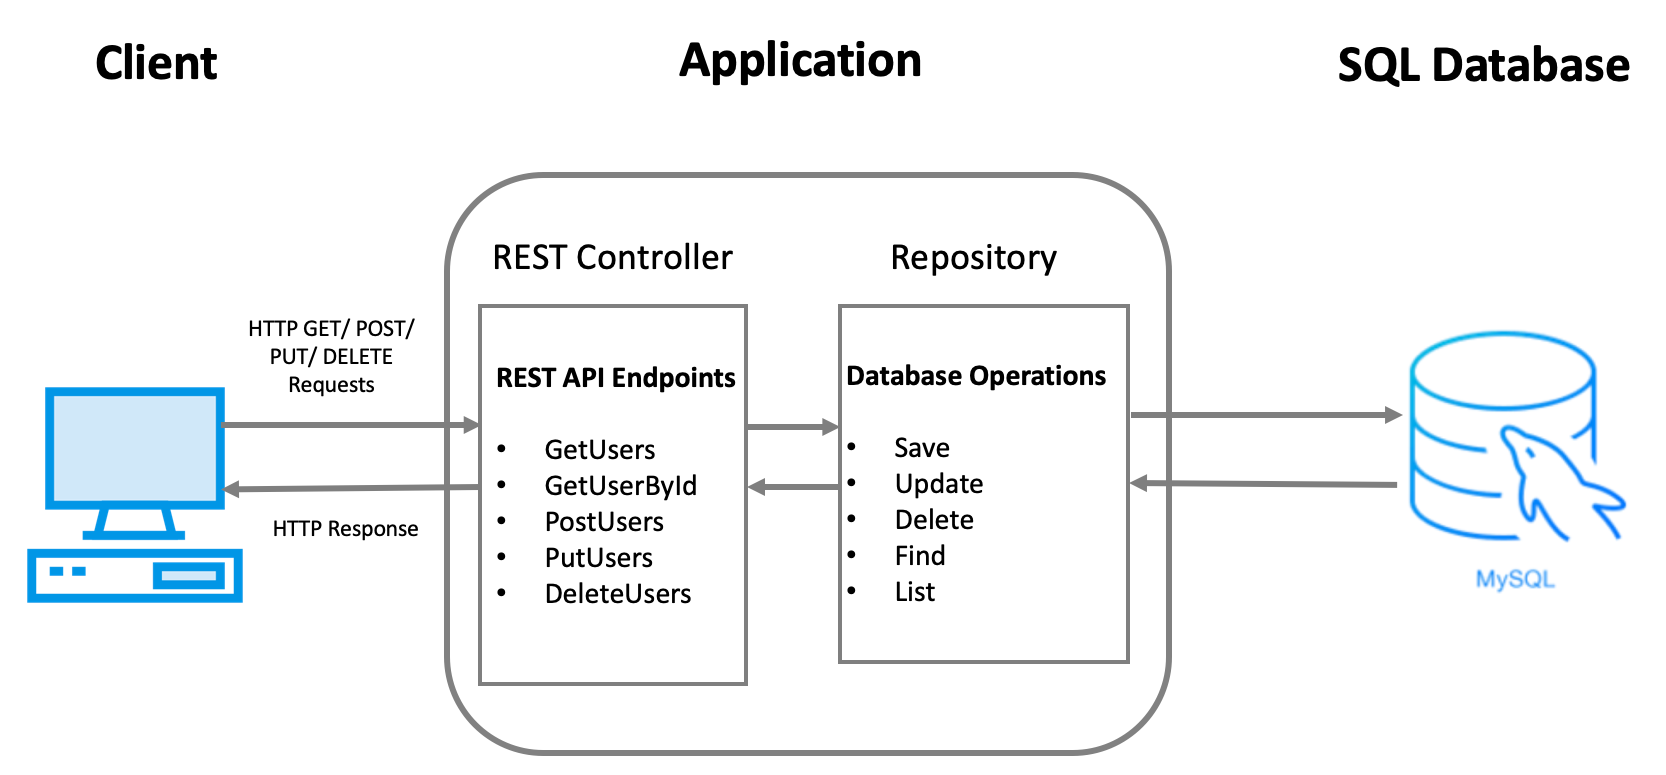 Client
Application
SQL Database
REST Controller
Repository
HTTP GET/ POST/
PUT/ DELETE
Requests
HTTP Response
REST API Endpoints
• GetUsers
• GetUserById
• PostUsers
• PutUsers
• DeleteUsers
Database Operations
• Save
• Update
• Delete
• Find
• List
MySQL